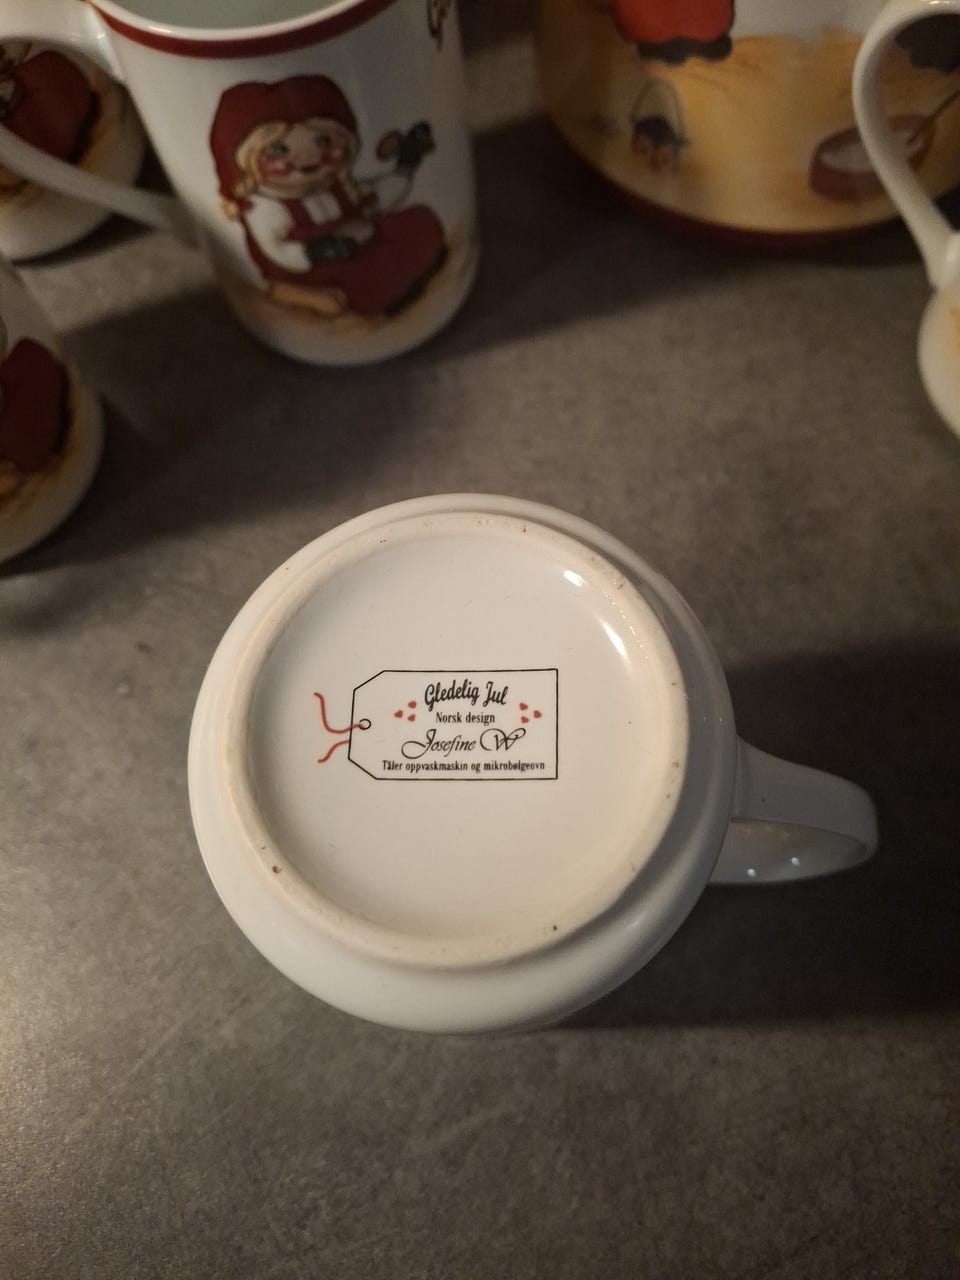 Gledelig Jul
Norsk design
Josefine W
Tåler oppvaskmaskin og mikrobølgeovn